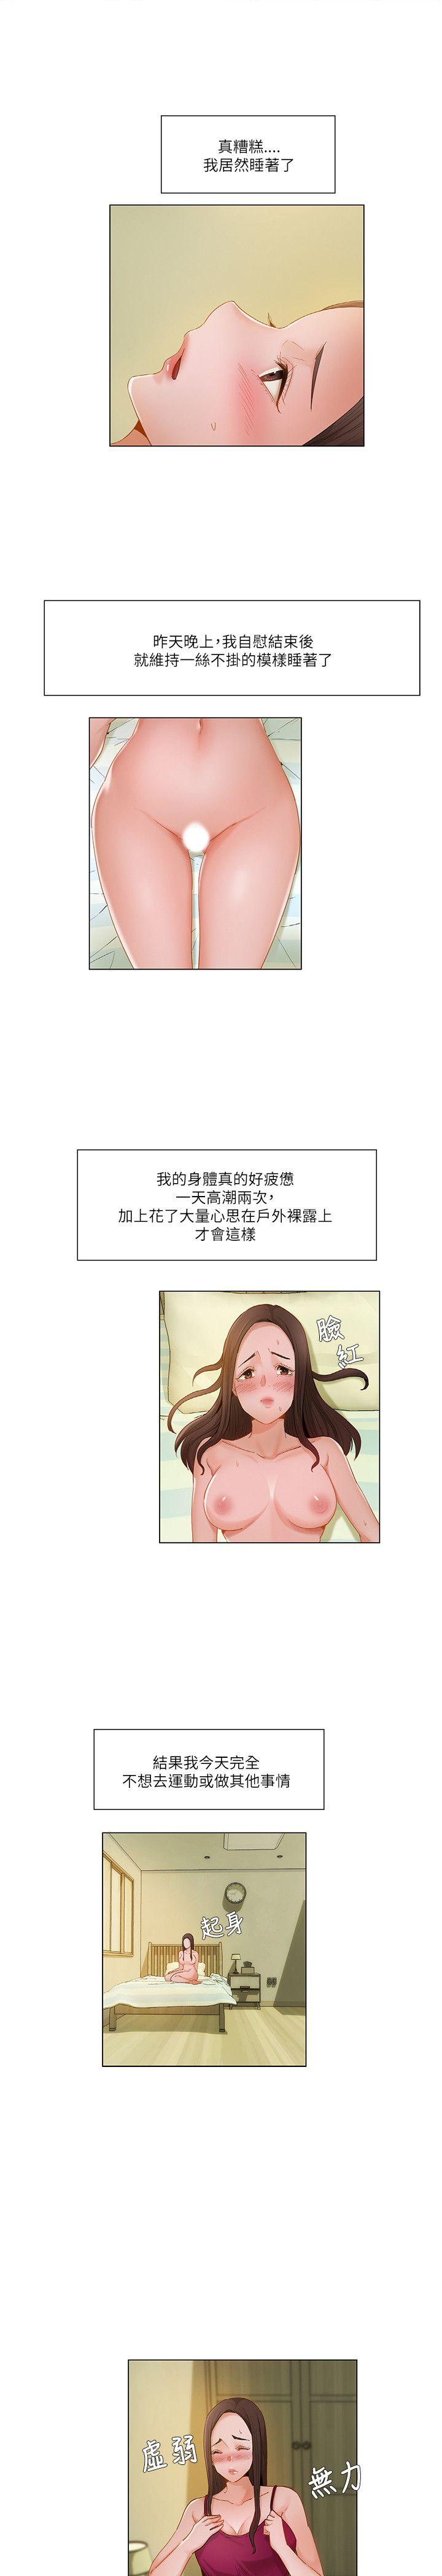 真糟糕....
我居然睡著了
昨天晚上，我自慰結束後
就維持一絲不掛的模樣睡著了
我的身體真的好疲憊
一天高潮兩次，
加上花了大量心思在戶外裸露上
才會這樣
臉
紅
結果我今天完全
不想去運動或做其他事情
起身
虛弱
無力